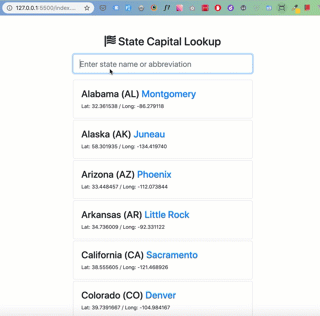 127.0.0.1:5500/index...
State Capital Lookup
Enter state name or abbreviation
Alabama (AL) Montgomery
Lat: 32.361538 / Long: -86.279118
Alaska (AK) Juneau
Lat: 58.301935 / Long: -134.419740
Arizona (AZ) Phoenix
Lat: 33.448457 / Long: -112.073844
Arkansas (AR) Little Rock
Lat: 34.736009 / Long: -92.331122
California (CA) Sacramento
Lat: 38.555605 / Long: -121.468926
Colorado (CO) Denver
Lat: 39.7391667 / Long: -104.984167